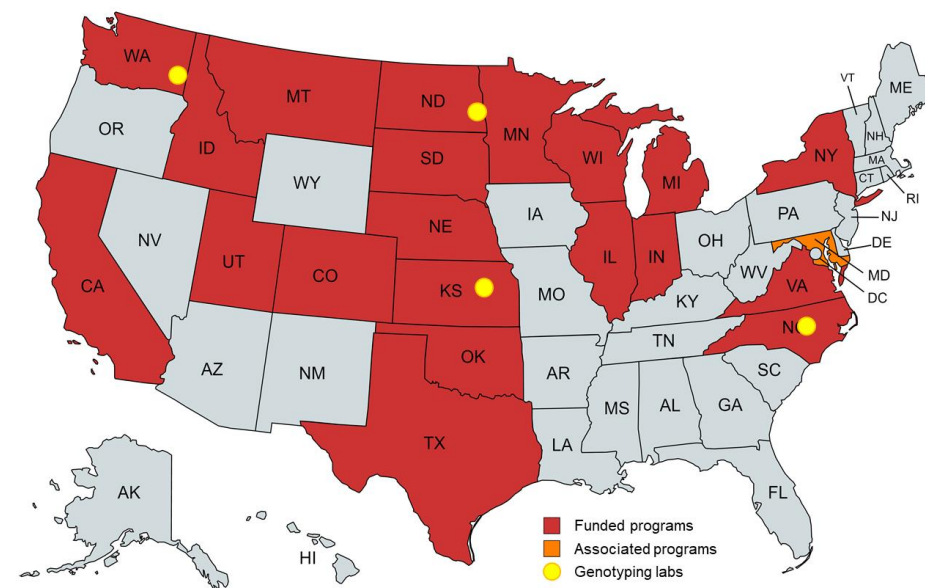 WA
MT
ND
MN
OR
ID
SD
WI
MI
NY
VT
ME
NH
MA
CT
RI
WY
NE
IA
PA
NJ
NV
UT
CO
IL
IN
OH
DE
MD
DC
CA
KS
MO
WV
VA
KY
AZ
NM
OK
AR
TN
SC
TX
LA
MS
AL
GA
FL
AK
HI
Funded programs
Associated programs
Genotyping labs